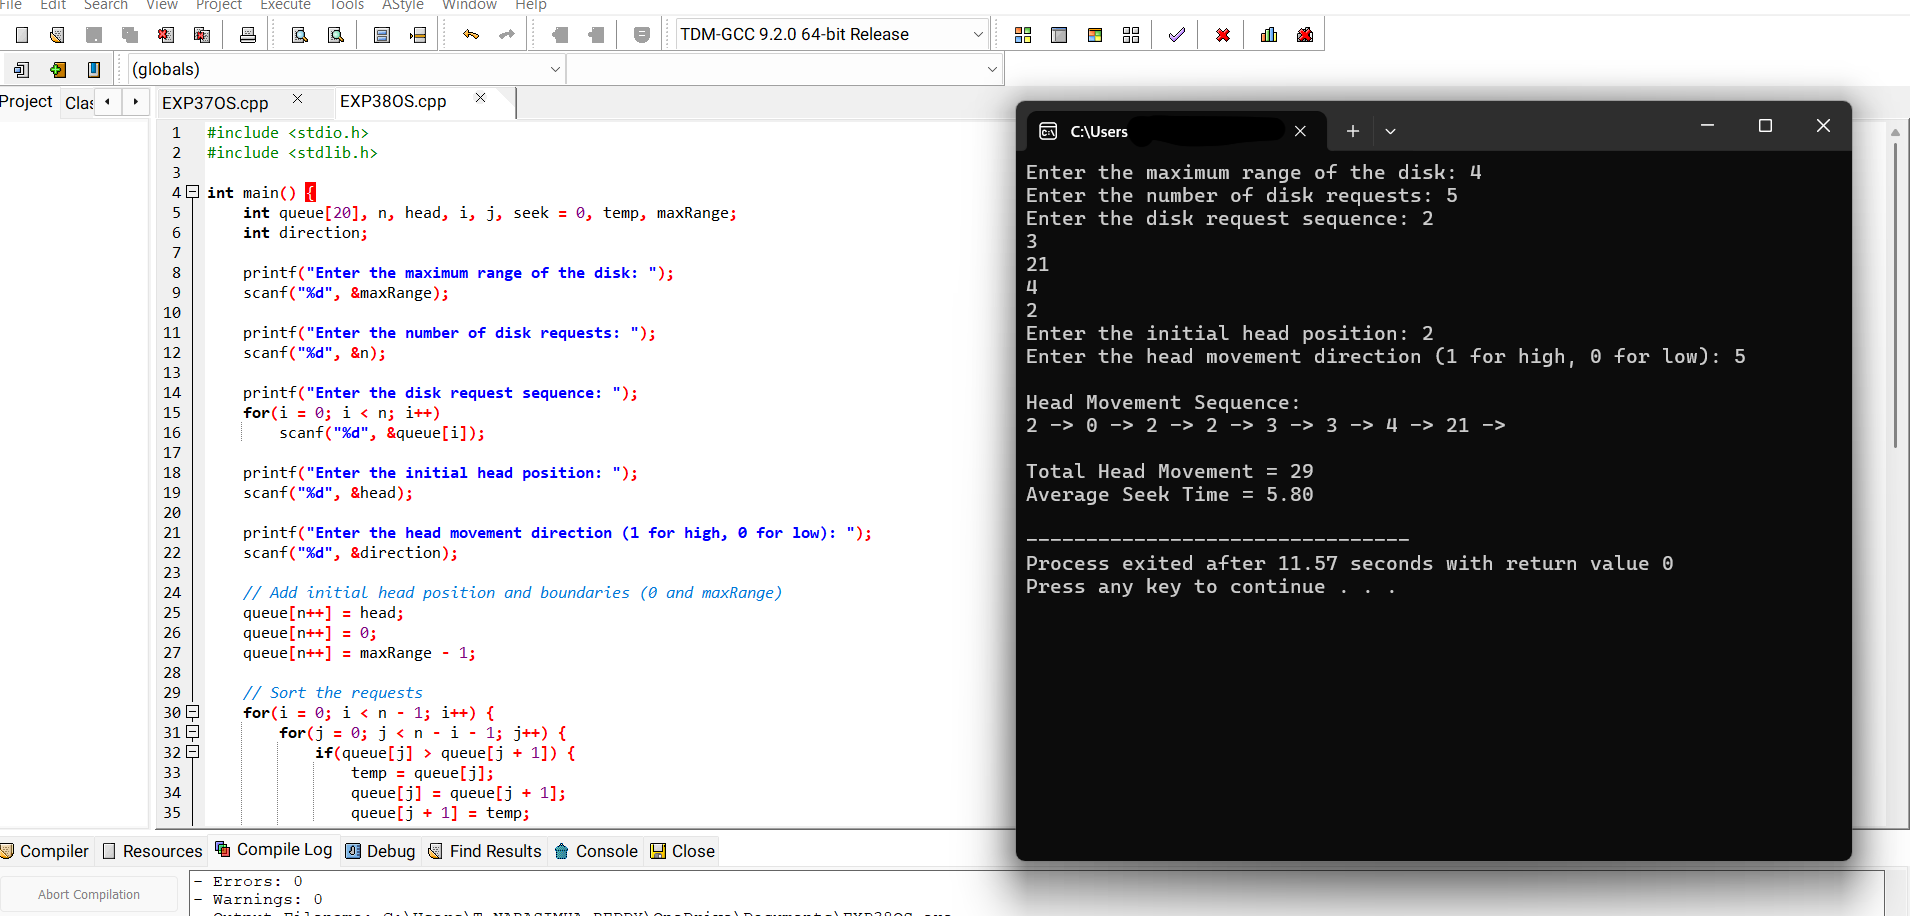 File Edit Search View Project Execute Tools AStyle Window Help
TDM-GCC 9.2.0 64-bit Release
(globals)
Project Clas
EXP37OS.cpp EXP38OS.cpp
1 #include <stdio.h>
2 #include <stdlib.h>
3
4 int main() {
5 int queue[20], n, head, i, j, seek = 0, temp, maxRange;
6 int direction;
7
8 printf("Enter the maximum range of the disk: ");
9 scanf("%d", &maxRange);
10
11 printf("Enter the number of disk requests: ");
12 scanf("%d", &n);
13
14 printf("Enter the disk request sequence: ");
15 for(i = 0; i < n; i++)
16 scanf("%d", &queue[i]);
17
18 printf("Enter the initial head position: ");
19 scanf("%d", &head);
20
21 printf("Enter the head movement direction (1 for high, 0 for low): ");
22 scanf("%d", &direction);
23
24 // Add initial head position and boundaries (0 and maxRange)
25 queue[n++] = head;
26 queue[n++] = 0;
27 queue[n++] = maxRange - 1;
28
29 // Sort the requests
30 for(i = 0; i < n - 1; i++) {
31 for(j = 0; j < n - i - 1; j++) {
32 if(queue[j] > queue[j + 1]) {
33 temp = queue[j];
34 queue[j] = queue[j + 1];
35 queue[j + 1] = temp;
C:\Users
Enter the maximum range of the disk: 4
Enter the number of disk requests: 5
Enter the disk request sequence: 2
3
21
4
2
Enter the initial head position: 2
Enter the head movement direction (1 for high, 0 for low): 5
Head Movement Sequence:
2 -> 0 -> 2 -> 2 -> 3 -> 3 -> 4 -> 21 ->
Total Head Movement = 29
Average Seek Time = 5.80
--------------------------------
Process exited after 11.57 seconds with return value 0
Press any key to continue . . .
Compiler Resources Compile Log Debug Find Results Console Close
Abort Compilation
- Errors: 0
- Warnings: 0